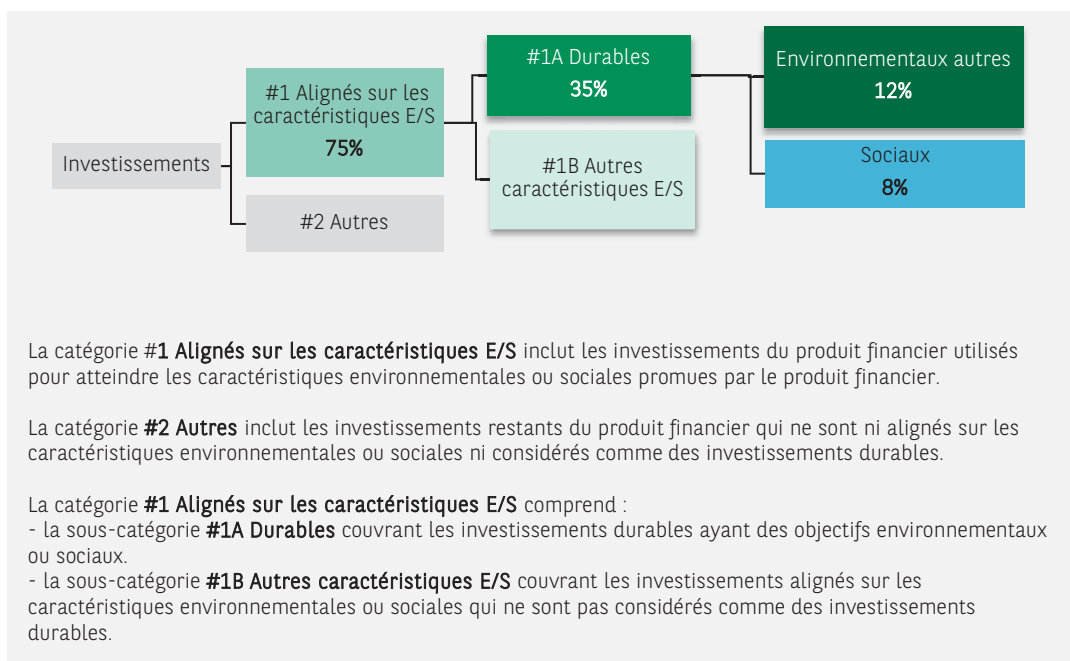 Investissements
#1 Alignés sur les
caractéristiques E/S
75%
#2 Autres
#1A Durables
35%
#1B Autres
caractéristiques E/S
Environnementaux autres
12%
Sociaux
8%
La catégorie #1 Alignés sur les caractéristiques E/S inclut les investissements du produit financier utilisés
pour atteindre les caractéristiques environnementales ou sociales promues par le produit financier.
La catégorie #2 Autres inclut les investissements restants du produit financier qui ne sont ni alignés sur les
caractéristiques environnementales ou sociales ni considérés comme des investissements durables.
La catégorie #1 Alignés sur les caractéristiques E/S comprend :
- la sous-catégorie #1A Durables couvrant les investissements durables ayant des objectifs environnementaux
ou sociaux.
- la sous-catégorie #1B Autres caractéristiques E/S couvrant les investissements alignés sur les
caractéristiques environnementales ou sociales qui ne sont pas considérés comme des investissements
durables.